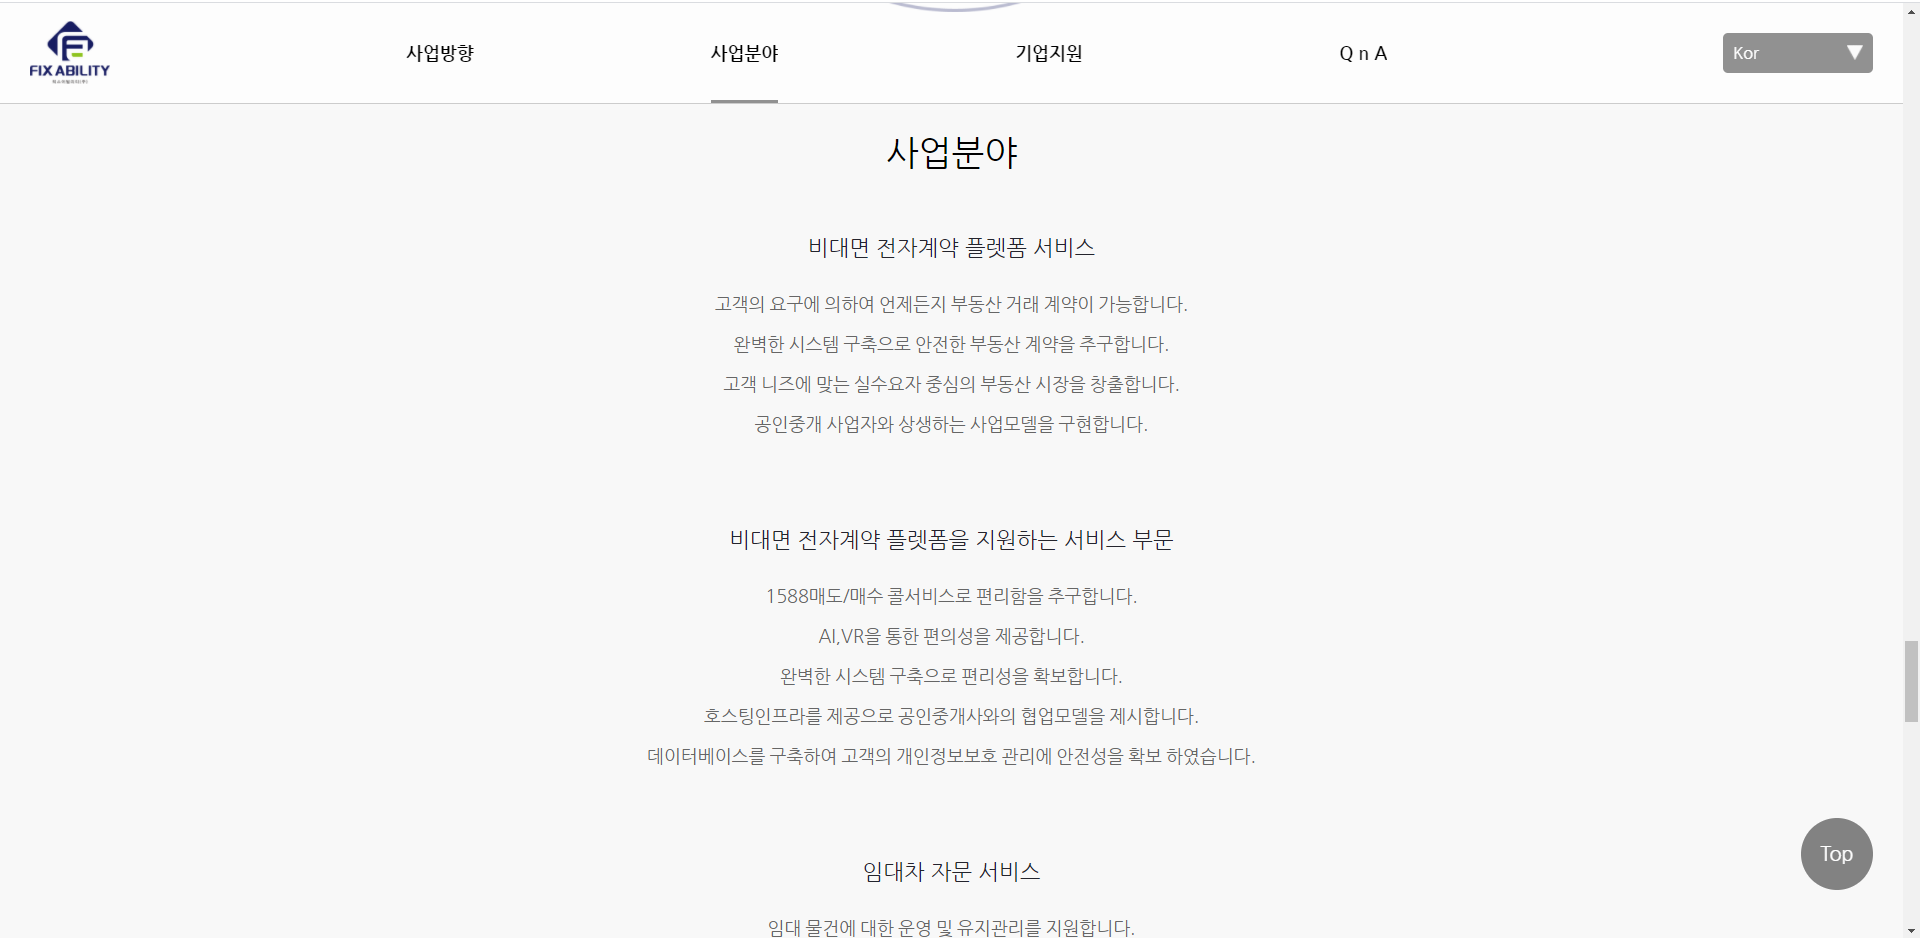 FIX ABILITY
사업방향
사업분야
기업지원
Q n A
Kor
사업분야
비대면 전자계약 플렛폼 서비스
고객의 요구에 의하여 언제든지 부동산 거래 계약이 가능합니다.
완벽한 시스템 구축으로 안전한 부동산 계약을 추구합니다.
고객 니즈에 맞는 실수요자 중심의 부동산 시장을 창출합니다.
공인중개 사업자와 상생하는 사업모델을 구현합니다.
비대면 전자계약 플렛폼을 지원하는 서비스 부문
1588매도/매수 콜서비스로 편리함을 추구합니다.
AI,VR을 통한 편의성을 제공합니다.
완벽한 시스템 구축으로 편리성을 확보합니다.
호스팅인프라를 제공으로 공인중개사와의 협업모델을 제시합니다.
데이터베이스를 구축하여 고객의 개인정보보호 관리에 안전성을 확보 하였습니다.
임대차 자문 서비스
임대 물건에 대한 운영 및 유지관리를 지원합니다.
Top